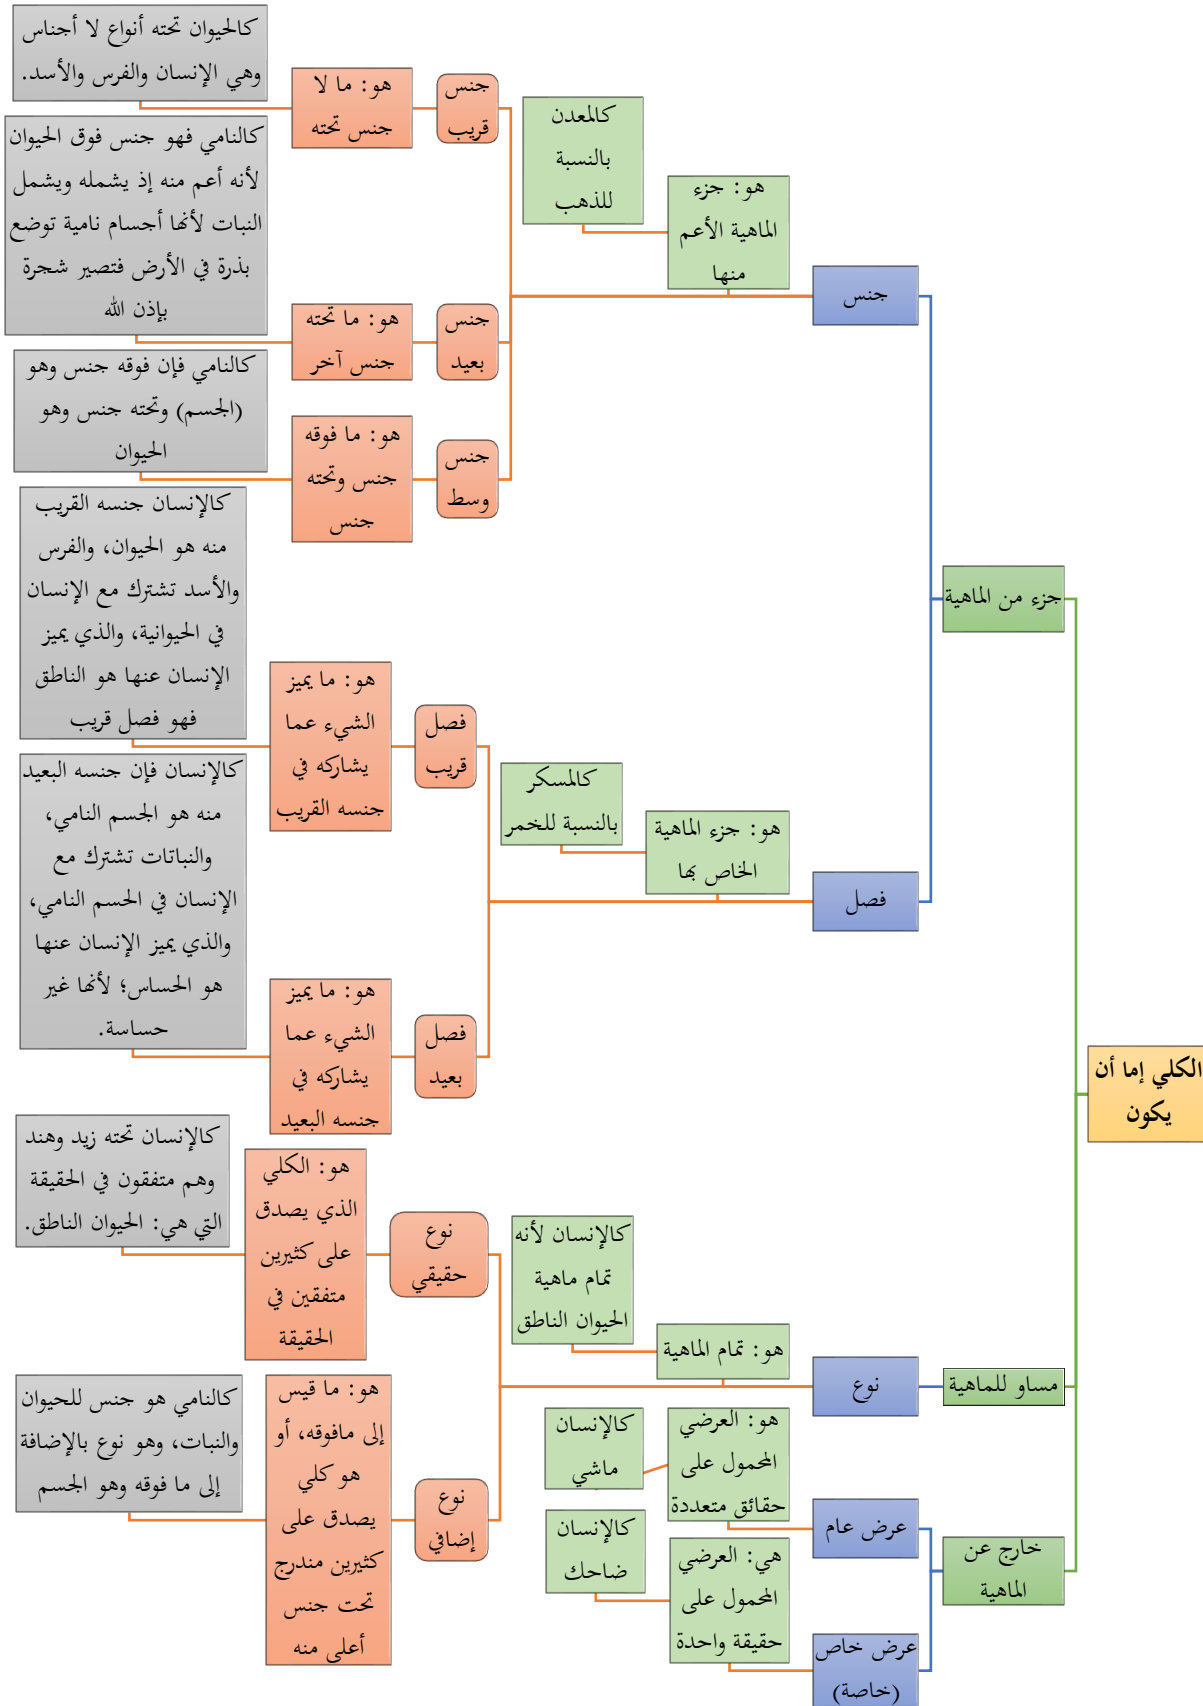 الكلي إما أن
يكون
جزء من الماهية
جنس
هو: جزء
الماهية الأعم
منها
كالمعدن
بالنسبة
للذهب
جنس
قريب
هو: ما لا
جنس تحته
كالحيوان تحته أنواع لا أجناس
وهي الإنسان والفرس والأسد.
جنس
بعيد
هو: ما تحته
جنس آخر
كالنامي فهو جنس فوق الحيوان
لأنه أعم منه إذ يشمله ويشمل
النبات لأنها أجسام نامية توضع
بذرة في الأرض فتصير شجرة
بإذن الله
جنس
وسط
هو: ما فوقه
جنس وتحته
جنس
كالنامي فإن فوقه جنس وهو
(الجسم) وتحته جنس وهو
الحيوان
فصل
هو: جزء الماهية
الخاص بها
كالمسكر
بالنسبة للخمر
فصل
قريب
هو: ما يميز
الشيء عما
يشاركه في
جنسه القريب
كالإنسان جنسه القريب
منه هو الحيوان، والفرس
والأسد تشترك مع الإنسان
في الحيوانية، والذي يميز
الإنسان عنها هو الناطق
فهو فصل قريب
فصل
بعيد
هو: ما يميز
الشيء عما
يشاركه في
جنسه البعيد
كالإنسان فإن جنسه البعيد
منه هو الجسم النامي،
والنباتات تشترك مع
الإنسان في الحسم النامي،
والذي يميز الإنسان عنها
هو الحساس؛ لأنها غير
حساسة.
مساو للماهية
نوع
هو: تمام الماهية
كالإنسان لأنه
تمام ماهية
الحيوان الناطق
نوع
حقيقي
هو: الكلي
الذي يصدق
على كثيرين
متفقين في
الحقيقة
كالإنسان تحته زيد وهند
وهم متفقون في الحقيقة
التي هي: الحيوان الناطق.
نوع
إضافي
هو: ما قيس
إلى مافوقه، أو
هو كلي
يصدق على
كثيرين مندرج
تحت جنس
أعلى منه
كالنامي هو جنس للحيوان
والنبات، وهو نوع بالإضافة
إلى ما فوقه وهو الجسم
خارج عن
الماهية
عرض عام
هو: العرضي
المحمول على
حقائق متعددة
كالإنسان
ماشي
عرض خاص
(خاصة)
هي: العرضي
المحمول على
حقيقة واحدة
كالإنسان
ضاحك